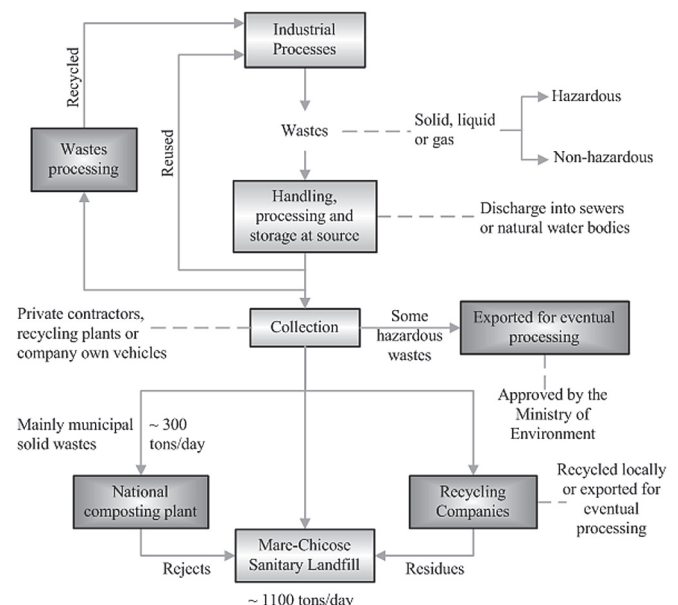 Industrial
Processes
Recycled
Reused
Wastes
Solid, liquid
or gas
Hazardous
Non-hazardous
Wastes
processing
Handling,
processing and
storage at source
Discharge into sewers
or natural water bodies
Private contractors,
recycling plants or
company own vehicles
Collection
Some
hazardous
wastes
Exported for eventual
processing
Approved by the
Ministry of
Environment
Mainly municipal
solid wastes
~ 300
tons/day
National
composting plant
Recycling
Companies
Recycled locally
or exported for
eventual
processing
Rejects
Mare-Chicose
Sanitary Landfill
Residues
~ 1100 tons/day